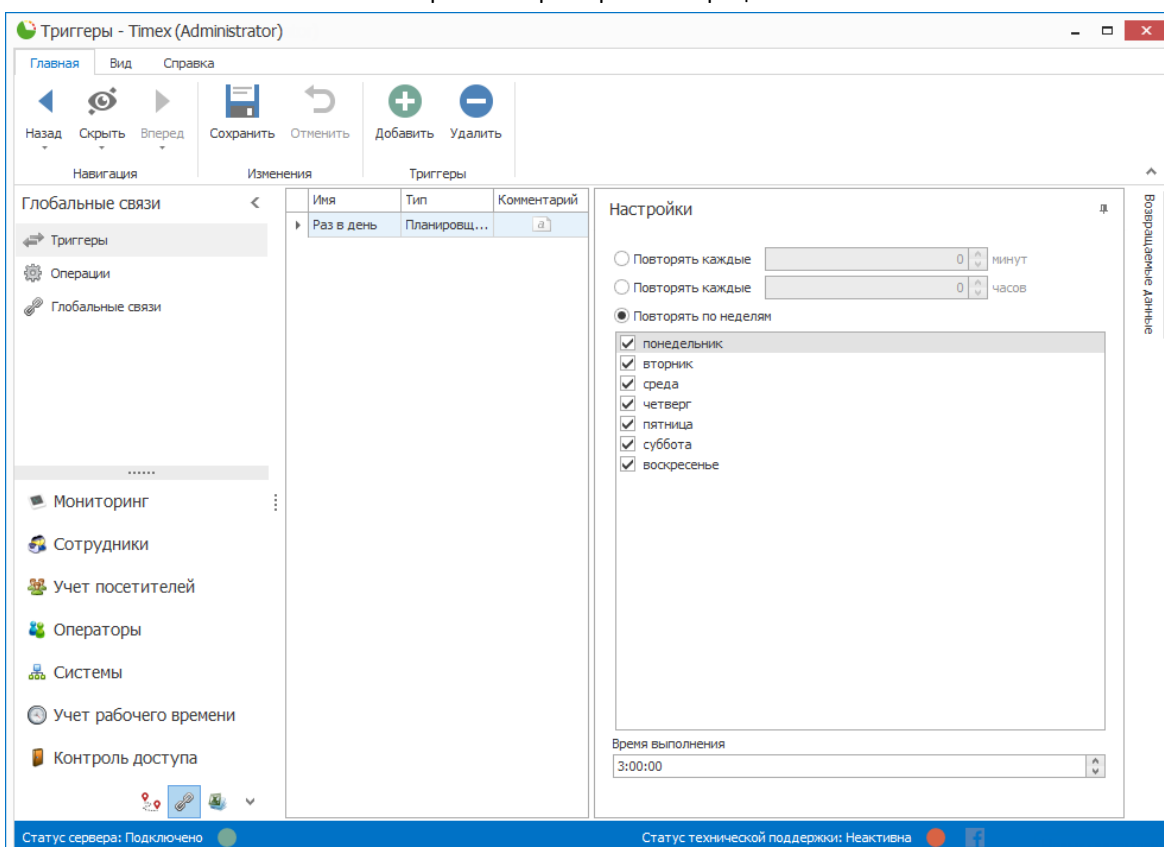 Триггеры - Timex (Administrator)
Главная Вид Справка
Назад Скрыть Вперед Сохранить Отменить Добавить Удалить
Навигация Изменения Триггеры
Глобальные связи
Триггеры
Операции
Глобальные связи
Мониторинг
Сотрудники
Учет посетителей
Операторы
Системы
Учет рабочего времени
Контроль доступа
Имя Тип Комментарий
Раз в день Планировщ... a
Настройки
Повторять каждые 0 минут
Повторять каждые 0 часов
Повторять по неделям
понедельник
вторник
среда
четверг
пятница
суббота
воскресенье
Время выполнения
3:00:00
Возвращаемые данные
Статус сервера: Подключено Статус технической поддержки: Неактивна